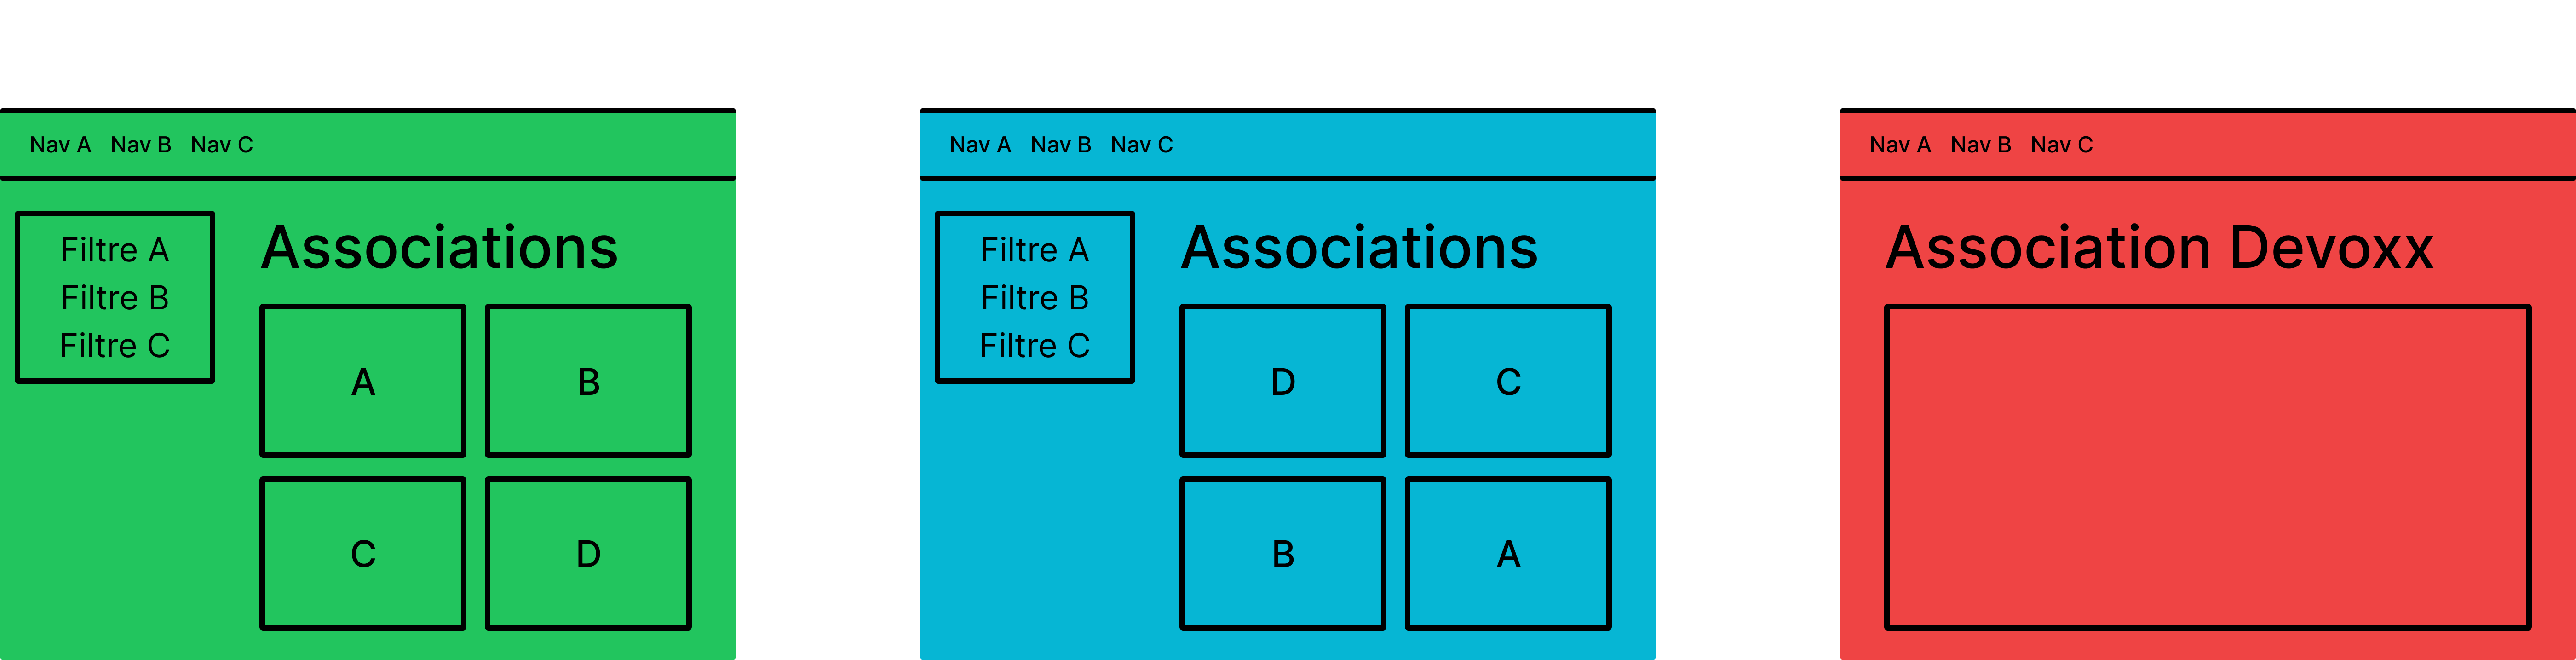 Nav A Nav B Nav C
Filtre A
Filtre B
Filtre C
Associations
A B
C D
Nav A Nav B Nav C
Filtre A
Filtre B
Filtre C
Associations
D C
B A
Nav A Nav B Nav C
Association Devoxx